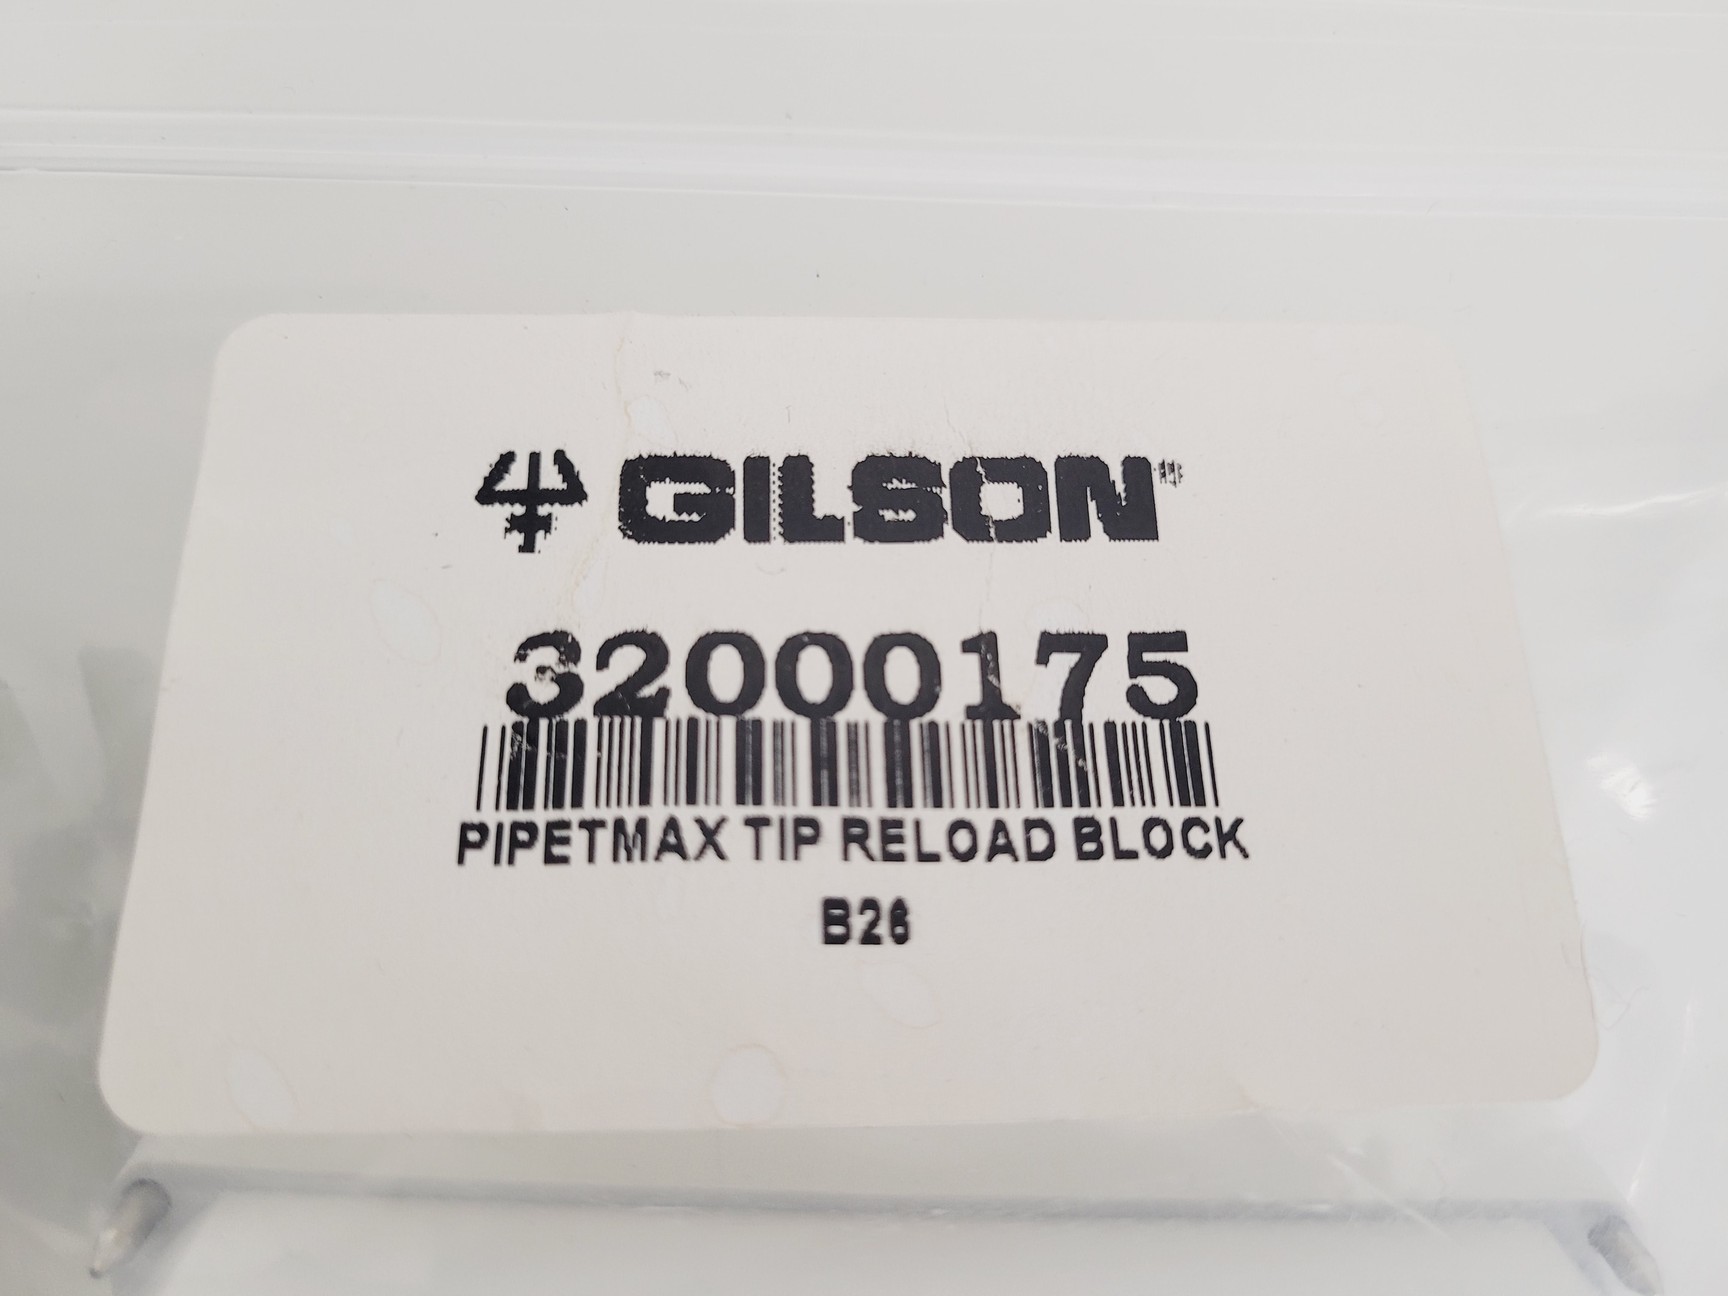 GILSON
32000175
PIPETMAX TIP RELOAD BLOCK
B26